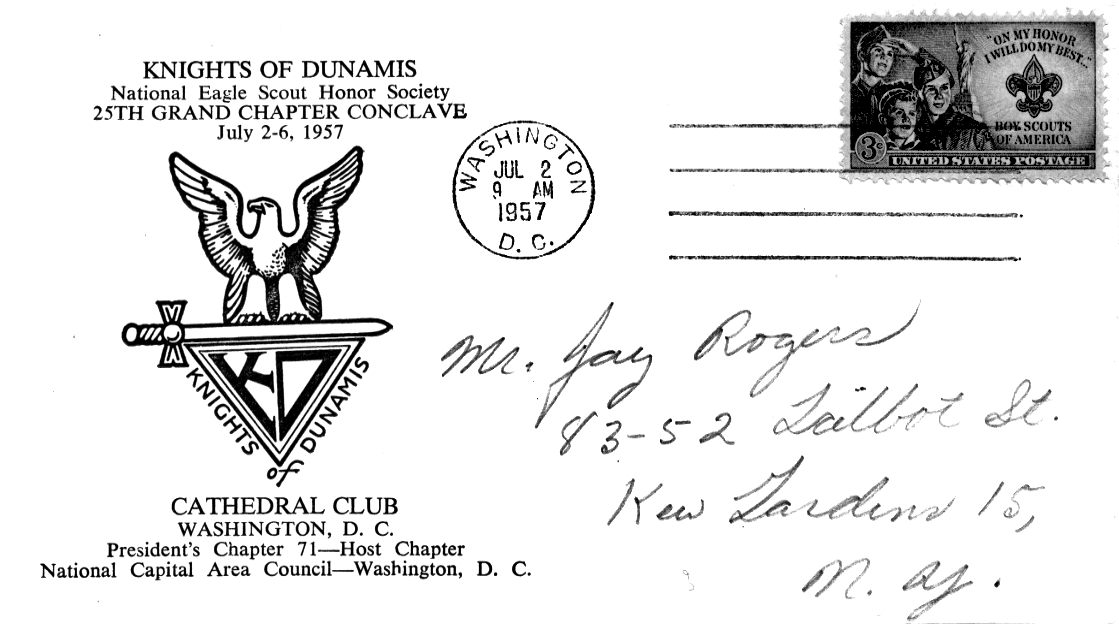 KNIGHTS OF DUNAMIS
National Eagle Scout Honor Society
25TH GRAND CHAPTER CONCLAVE
July 2-6, 1957
KD
KNIGHTS
of
DUNAMIS
CATHEDRAL CLUB
WASHINGTON, D. C.
President's Chapter 71—Host Chapter
National Capital Area Council—Washington, D. C.
WASHINGTON
JUL 2
9 AM
1957
D. C.
"ON MY HONOR
I WILL DO MY BEST..."
BOY SCOUTS
OF AMERICA
3c
UNITED STATES POSTAGE
Mr. Jay Rogers
83-52 Talbot St.
Kew Gardens 15,
N. Y.